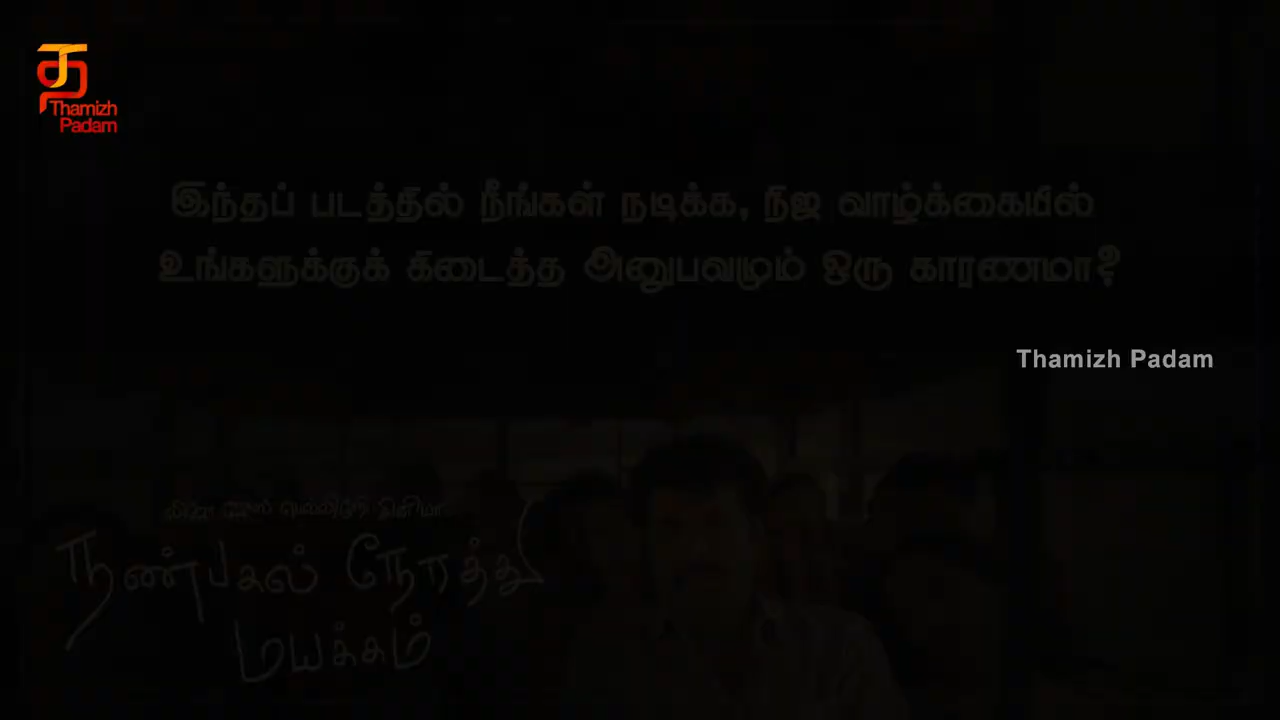 த
Thamizh
Padam
இந்தப் படத்தில் நீங்கள் நடிக்க, நிஜ வாழ்க்கையில்
உங்களுக்குக் கிடைத்த அனுபவமும் ஒரு காரணமா?
Thamizh Padam
நண்பகல் நேரத்து
மயக்கம்